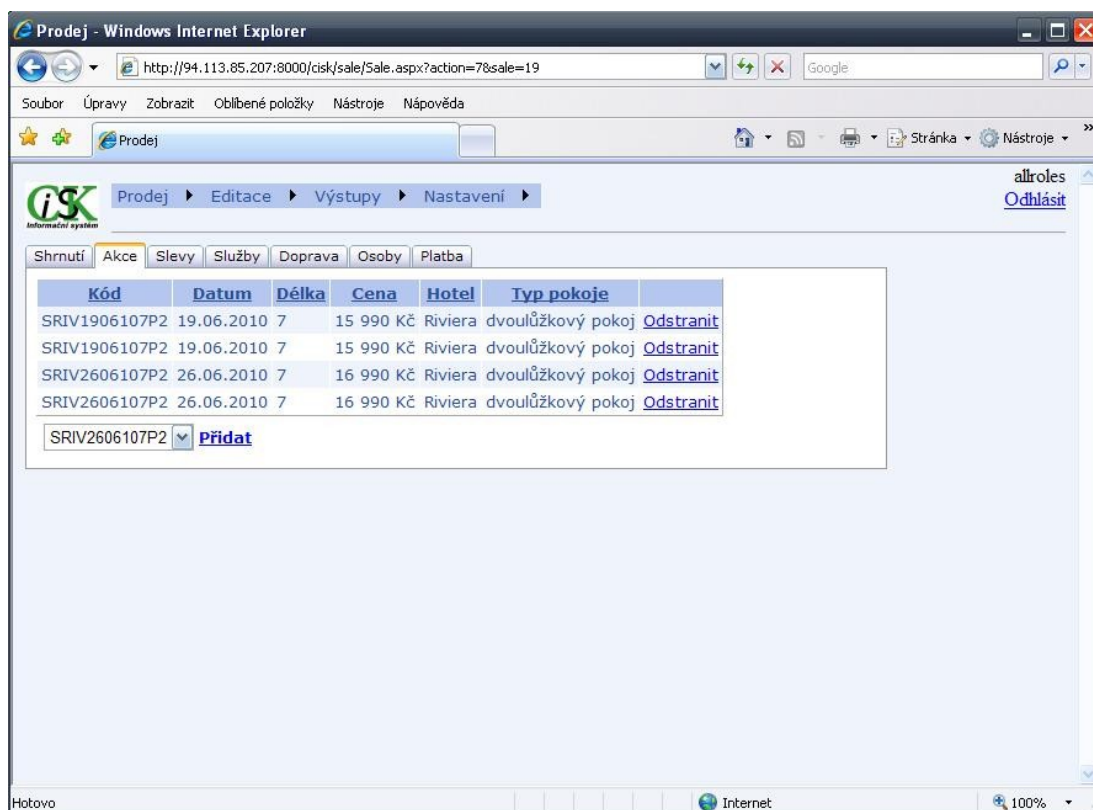 Prodej - Windows Internet Explorer
http://94.113.85.207:8000/cisk/sale/Sale.aspx?action=7&sale=19
Google
Soubor Úpravy Zobrazit Oblíbené položky Nástroje Nápověda
Prodej
Stránka Nástroje »
allroles
CiSK
Informační systém
Prodej Editace Výstupy Nastavení
Odhlásit
Shrnutí Akce Slevy Služby Doprava Osoby Platba
Kód Datum Délka Cena Hotel Typ pokoje
SRIV1906107P2 19.06.2010 7 15 990 Kč Riviera dvoulůžkový pokoj Odstranit
SRIV1906107P2 19.06.2010 7 15 990 Kč Riviera dvoulůžkový pokoj Odstranit
SRIV2606107P2 26.06.2010 7 16 990 Kč Riviera dvoulůžkový pokoj Odstranit
SRIV2606107P2 26.06.2010 7 16 990 Kč Riviera dvoulůžkový pokoj Odstranit
SRIV2606107P2 Přidat
Hotovo
Internet
100%